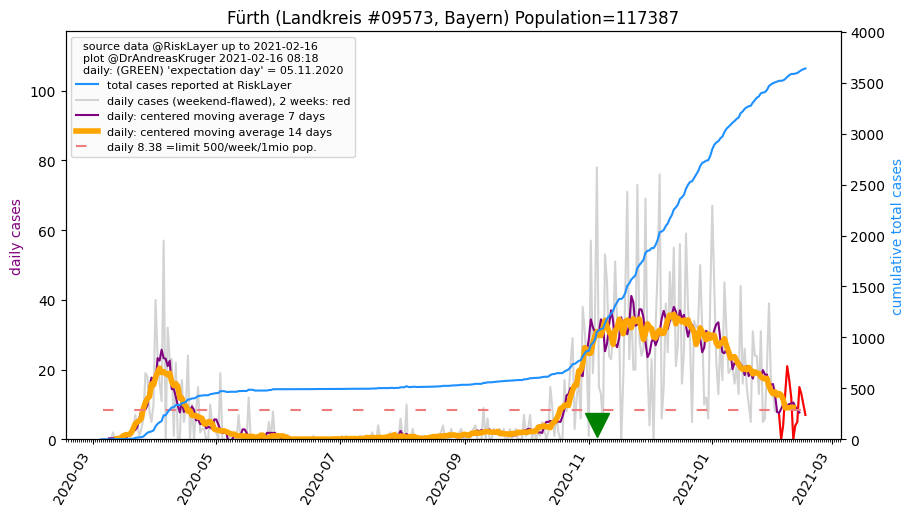 Fürth (Landkreis #09573, Bayern) Population=117387
source data @RiskLayer up to 2021-02-16
plot @DrAndreasKruger 2021-02-16 08:18
daily: (GREEN) 'expectation day' = 05.11.2020
total cases reported at RiskLayer
daily cases (weekend-flawed), 2 weeks: red
daily: centered moving average 7 days
daily: centered moving average 14 days
daily 8.38 =limit 500/week/1mio pop.
daily cases
100
80
60
40
20
0
cumulative total cases
4000
3500
3000
2500
2000
1500
1000
500
0
2020-03
2020-05
2020-07
2020-09
2020-11
2021-01
2021-03